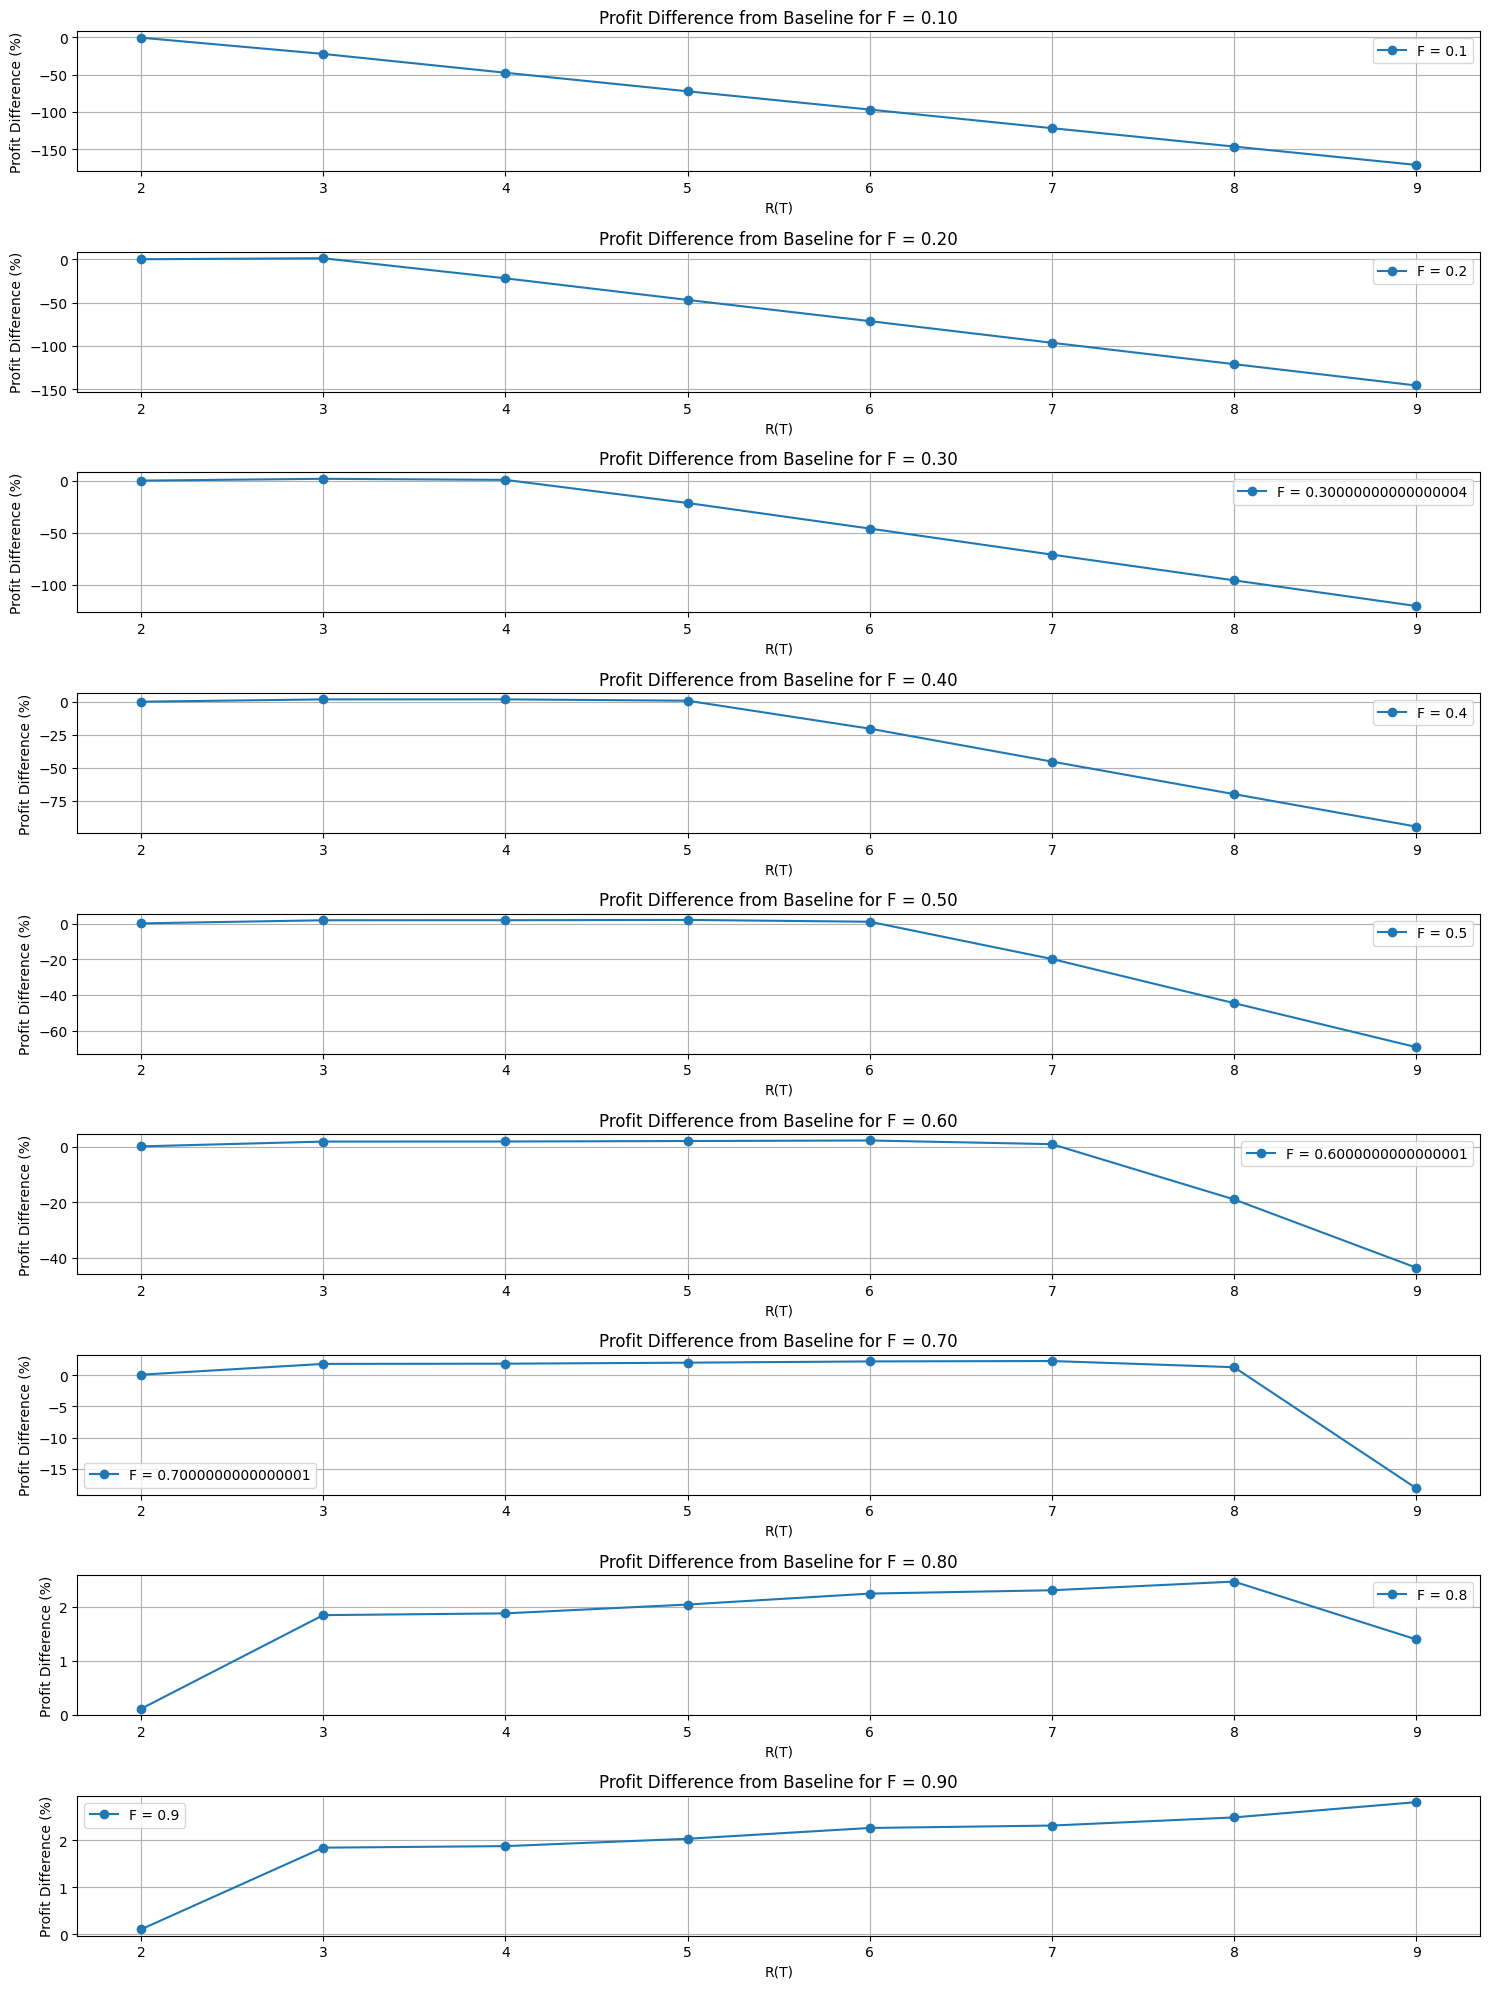 Profit Difference from Baseline for F = 0.10
Profit Difference (%)
0
−50
−100
−150
F = 0.1
2 3 4 5 6 7 8 9
R(T)
Profit Difference from Baseline for F = 0.20
Profit Difference (%)
0
−50
−100
−150
F = 0.2
2 3 4 5 6 7 8 9
R(T)
Profit Difference from Baseline for F = 0.30
Profit Difference (%)
0
−50
−100
F = 0.30000000000000004
2 3 4 5 6 7 8 9
R(T)
Profit Difference from Baseline for F = 0.40
Profit Difference (%)
0
−25
−50
−75
F = 0.4
2 3 4 5 6 7 8 9
R(T)
Profit Difference from Baseline for F = 0.50
Profit Difference (%)
0
−20
−40
−60
F = 0.5
2 3 4 5 6 7 8 9
R(T)
Profit Difference from Baseline for F = 0.60
Profit Difference (%)
0
−20
−40
F = 0.6000000000000001
2 3 4 5 6 7 8 9
R(T)
Profit Difference from Baseline for F = 0.70
Profit Difference (%)
0
−5
−10
−15
F = 0.7000000000000001
2 3 4 5 6 7 8 9
R(T)
Profit Difference from Baseline for F = 0.80
Profit Difference (%)
2
1
0
F = 0.8
2 3 4 5 6 7 8 9
R(T)
Profit Difference from Baseline for F = 0.90
Profit Difference (%)
2
1
0
F = 0.9
2 3 4 5 6 7 8 9
R(T)